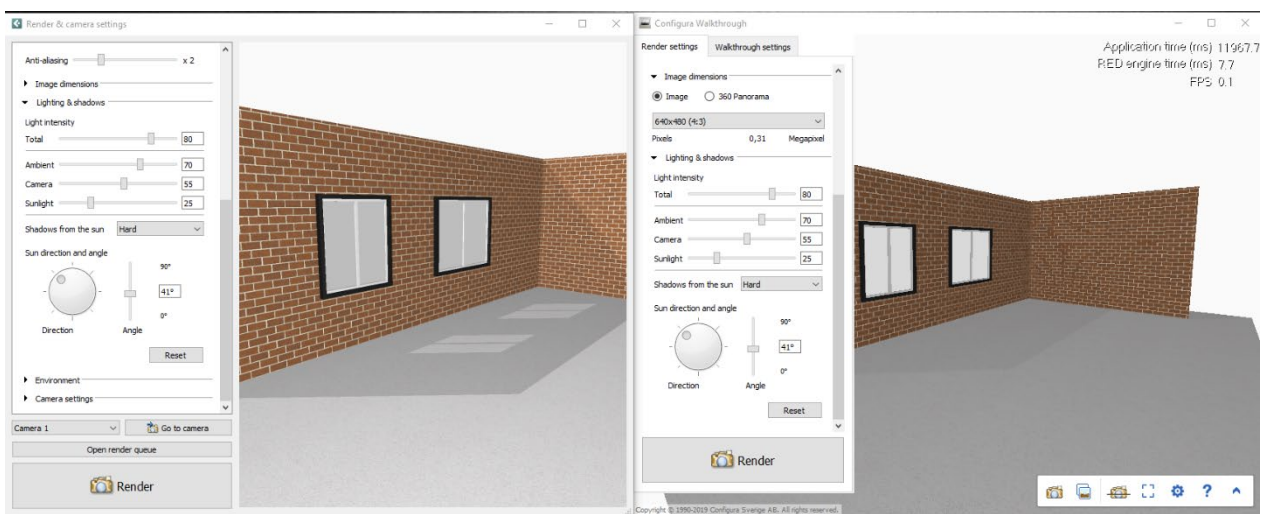 Render & camera settings
Anti-aliasing x 2
Image dimensions
Lighting & shadows
Light intensity
Total 80
Ambient 70
Camera 55
Sunlight 25
Shadows from the sun Hard
Sun direction and angle
90°
41°
0°
Direction Angle
Reset
Environment
Camera settings
Camera 1 Go to camera
Open render queue
Render
Configura Walkthrough
Render settings Walkthrough settings
Image dimensions
Image 360 Panorama
640x480 (4:3)
Pixels 0,31 Megapixel
Lighting & shadows
Light intensity
Total 80
Ambient 70
Camera 55
Sunlight 25
Shadows from the sun Hard
Sun direction and angle
90°
41°
0°
Direction Angle
Reset
Render
Copyright © 1990-2019 Configura Sverige AB. All rights reserved.
Application time (ms) 11967.7
RED engine time (ms) 7.7
FPS 0.1
?